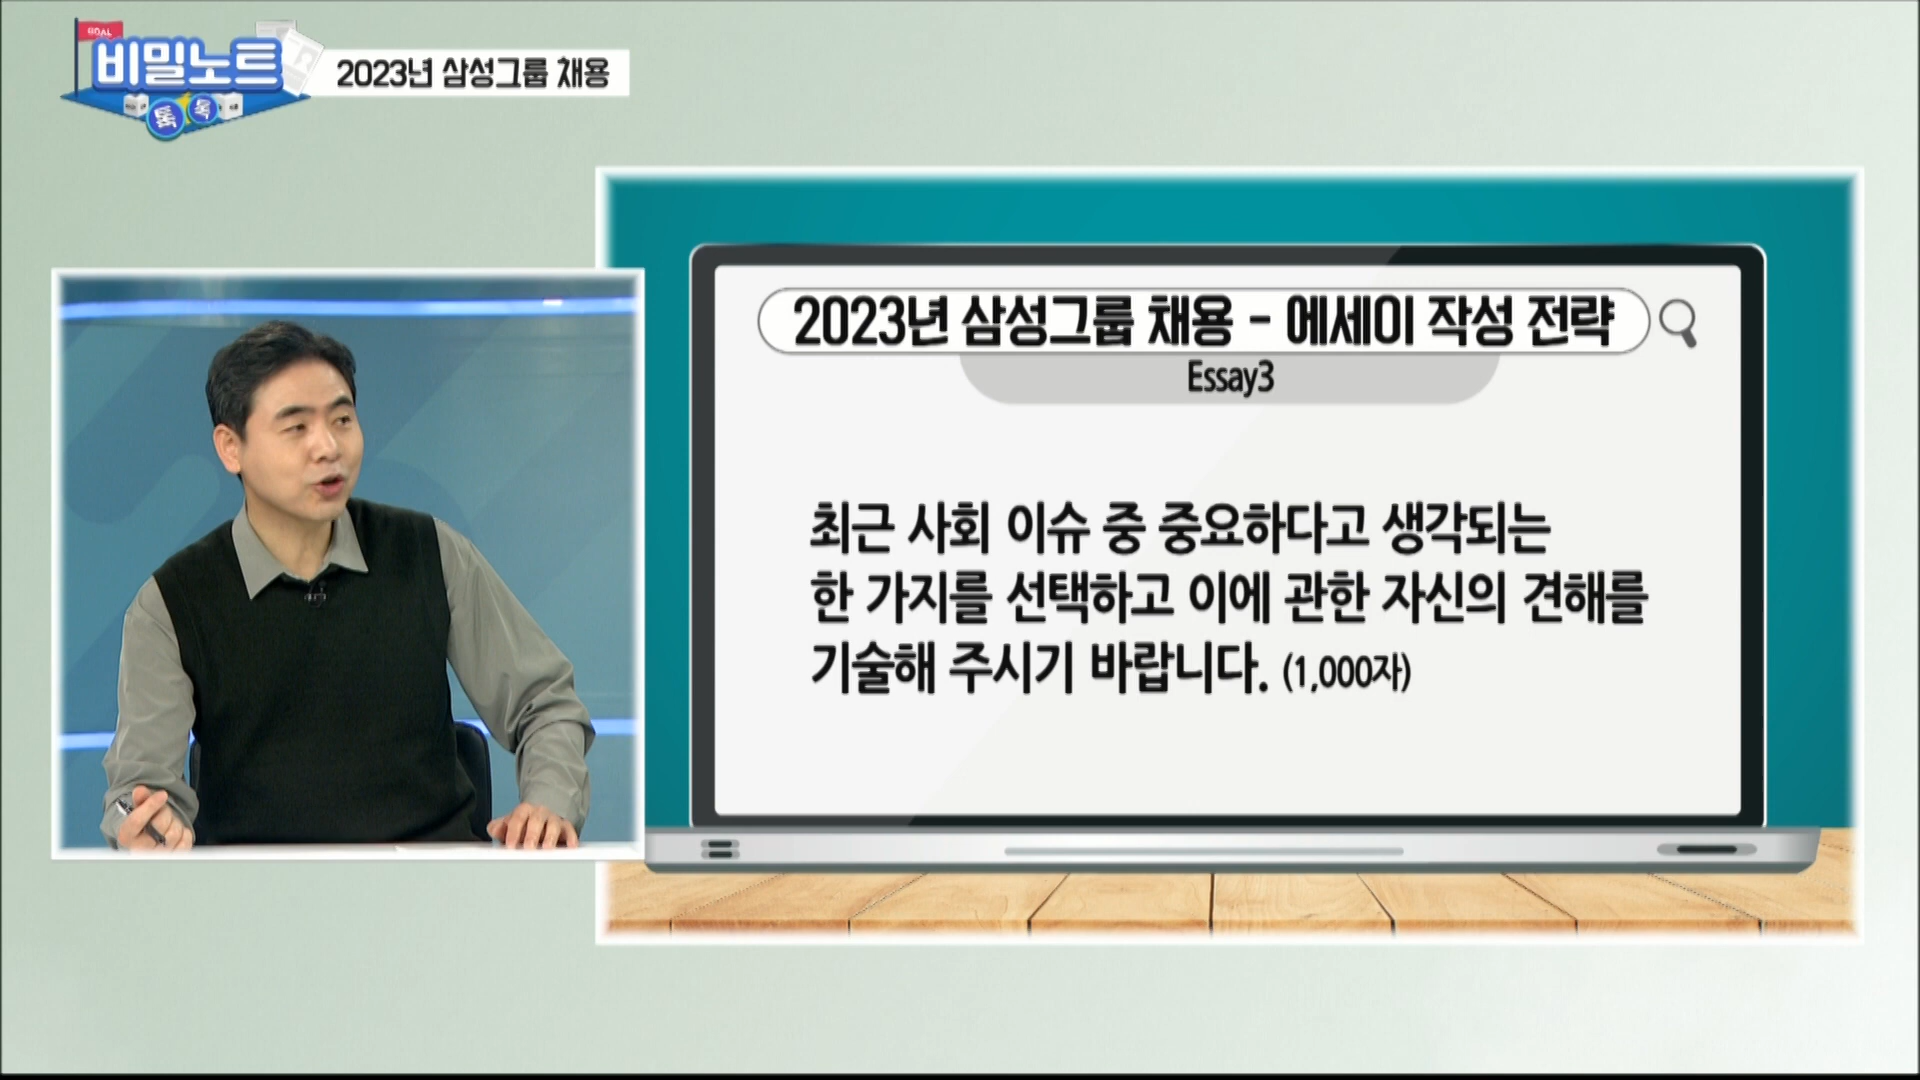 GOAL
비밀노트
톡톡
2023년 삼성그룹 채용
2023년 삼성그룹 채용 - 에세이 작성 전략
Essay3
최근 사회 이슈 중 중요하다고 생각되는
한 가지를 선택하고 이에 관한 자신의 견해를
기술해 주시기 바랍니다. (1,000자)